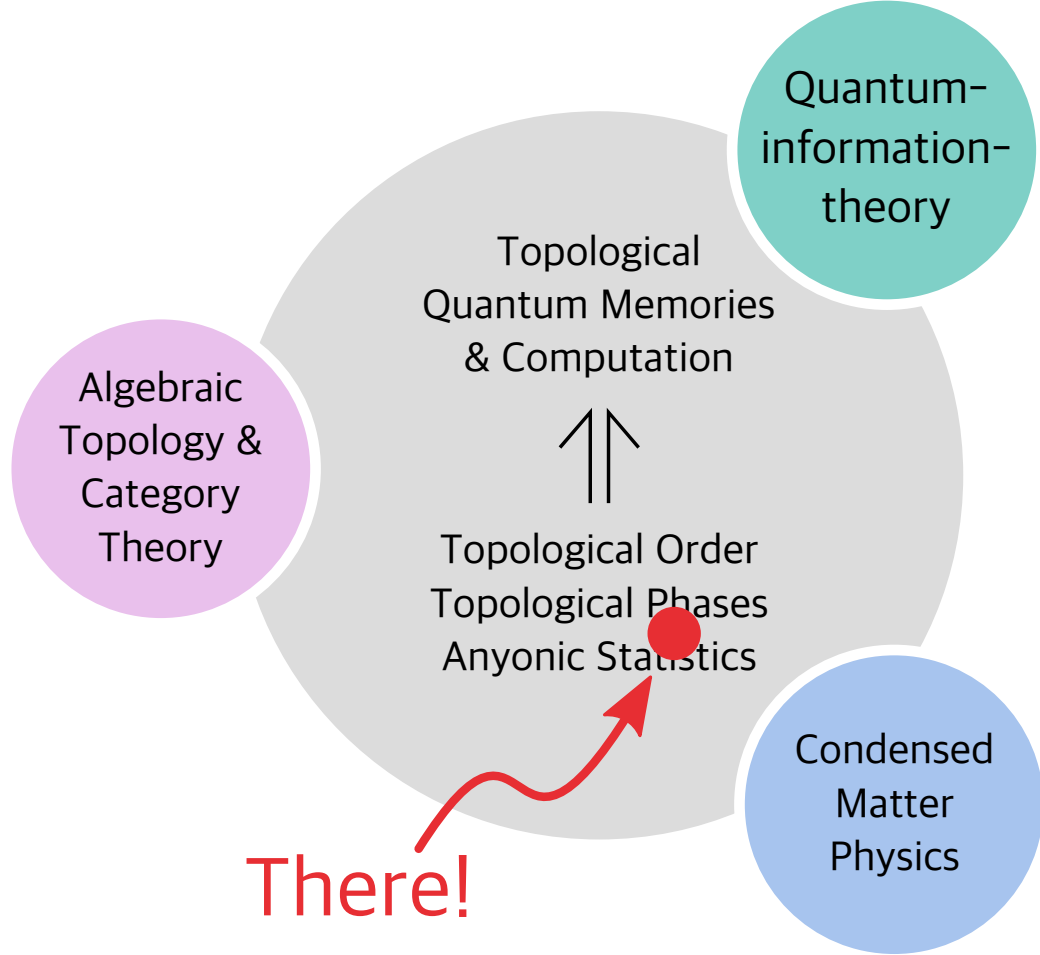 Quantum-
information-
theory
Topological
Quantum Memories
& Computation
Algebraic
Topology &
Category
Theory
Topological Order
Topological Phases
Anyonic Statistics
Condensed
Matter
Physics
There!